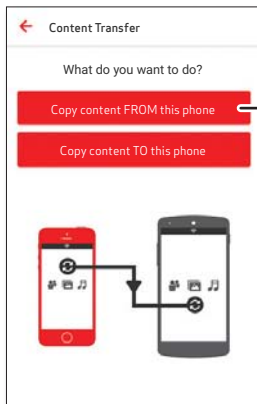 Content Transfer
What do you want to do?
Copy content FROM this phone
Copy content TO this phone